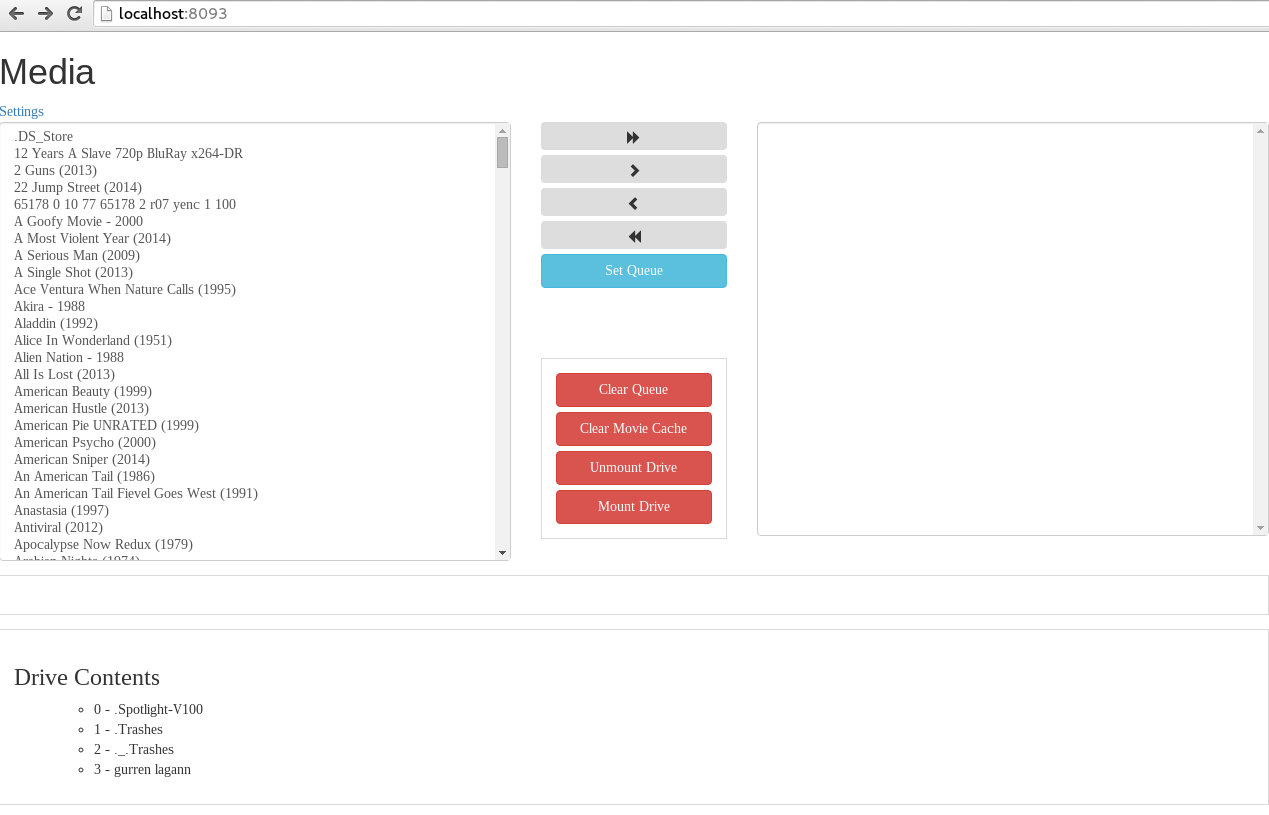 localhost:8093
Media
Settings
.DS_Store
12 Years A Slave 720p BluRay x264-DR
2 Guns (2013)
22 Jump Street (2014)
65178 0 10 77 65178 2 r07 yenc 1 100
A Goofy Movie - 2000
A Most Violent Year (2014)
A Serious Man (2009)
A Single Shot (2013)
Ace Ventura When Nature Calls (1995)
Akira - 1988
Aladdin (1992)
Alice In Wonderland (1951)
Alien Nation - 1988
All Is Lost (2013)
American Beauty (1999)
American Hustle (2013)
American Pie UNRATED (1999)
American Psycho (2000)
American Sniper (2014)
An American Tail (1986)
An American Tail Fievel Goes West (1991)
Anastasia (1997)
Antiviral (2012)
Apocalypse Now Redux (1979)
Arabian Nights (1974)
Set Queue
Clear Queue
Clear Movie Cache
Unmount Drive
Mount Drive
Drive Contents
0 - .Spotlight-V100
1 - .Trashes
2 - ._.Trashes
3 - gurren lagann